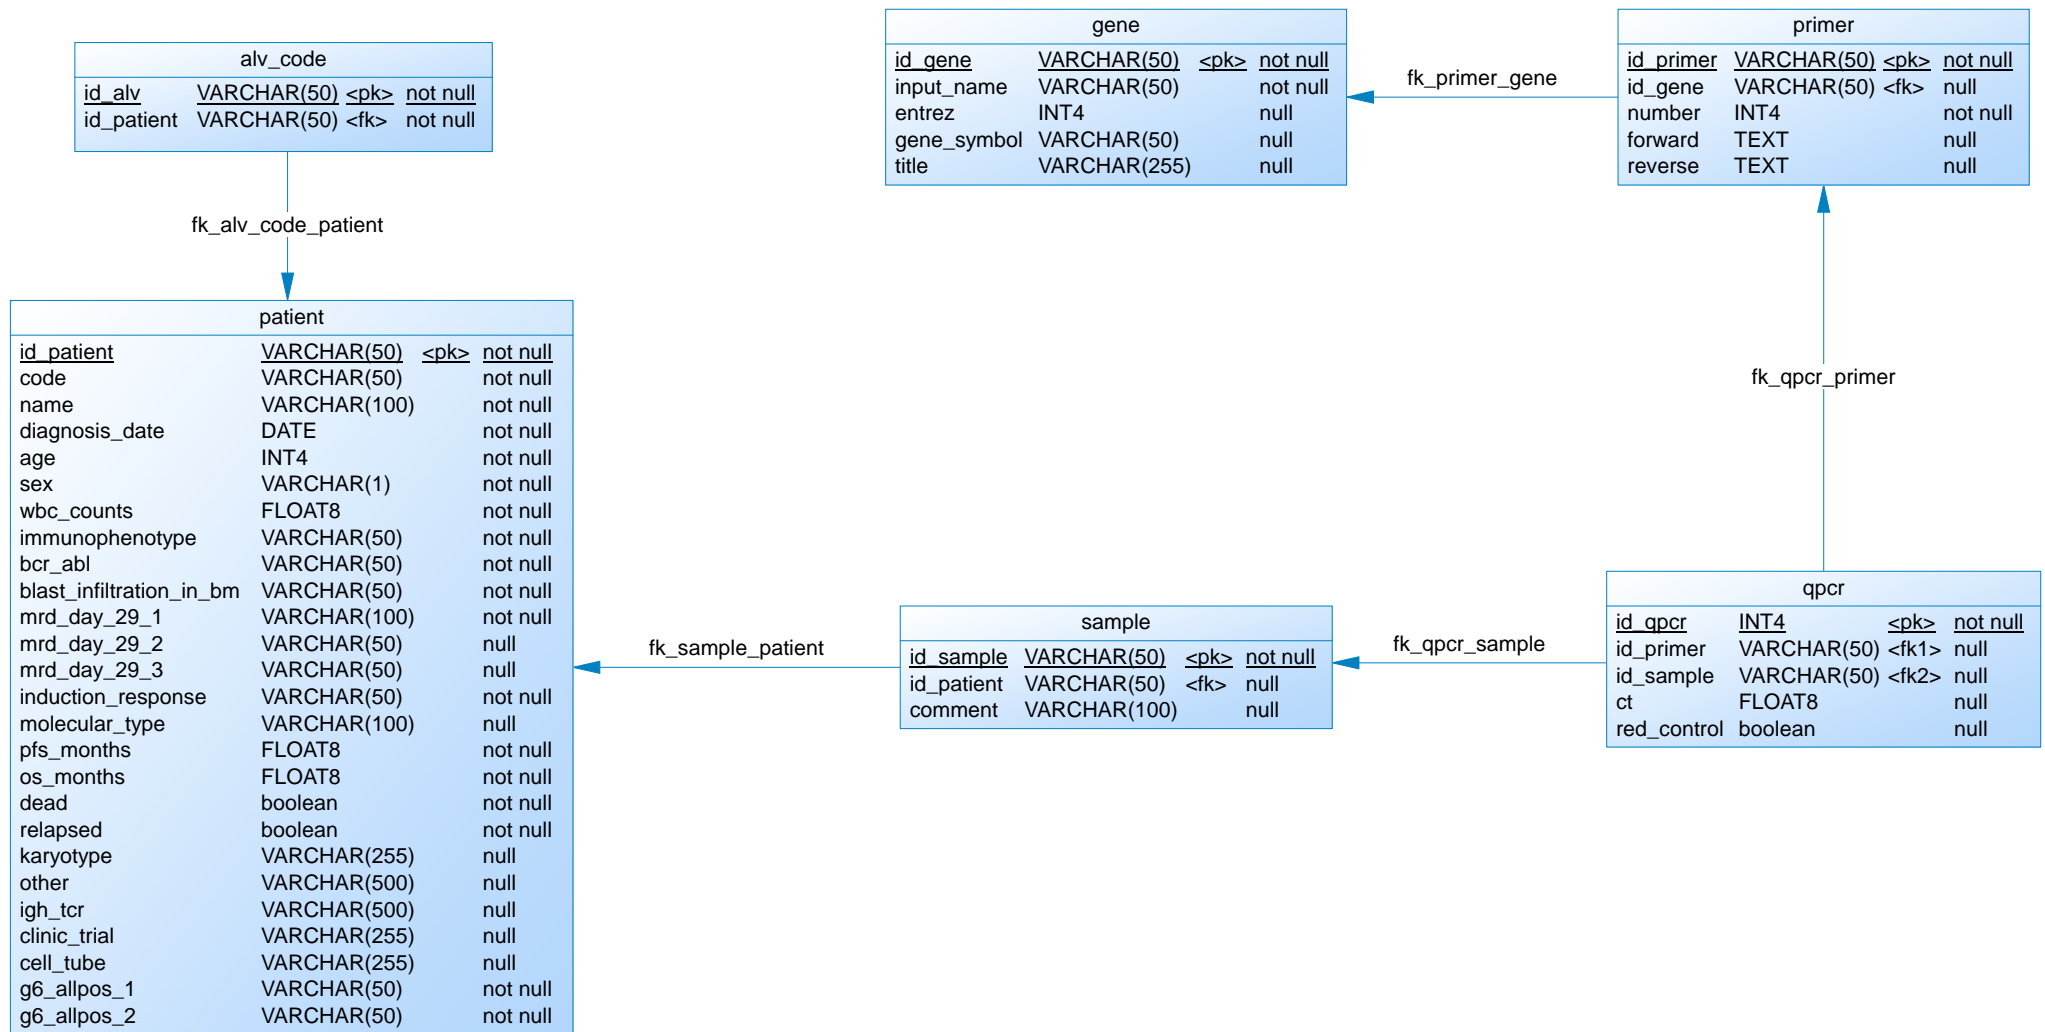 alv_code
id_alv VARCHAR(50) <pk> not null
id_patient VARCHAR(50) <fk> not null
fk_alv_code_patient
patient
id_patient VARCHAR(50) <pk> not null
code VARCHAR(50) not null
name VARCHAR(100) not null
diagnosis_date DATE not null
age INT4 not null
sex VARCHAR(1) not null
wbc_counts FLOAT8 not null
immunophenotype VARCHAR(50) not null
bcr_abl VARCHAR(50) not null
blast_infiltration_in_bm VARCHAR(50) not null
mrd_day_29_1 VARCHAR(100) not null
mrd_day_29_2 VARCHAR(50) null
mrd_day_29_3 VARCHAR(50) null
induction_response VARCHAR(50) not null
molecular_type VARCHAR(100) null
pfs_months FLOAT8 not null
os_months FLOAT8 not null
dead boolean not null
relapsed boolean not null
karyotype VARCHAR(255) null
other VARCHAR(500) null
igh_tcr VARCHAR(500) null
clinic_trial VARCHAR(255) null
cell_tube VARCHAR(255) null
g6_allpos_1 VARCHAR(50) not null
g6_allpos_2 VARCHAR(50) not null
gene
id_gene VARCHAR(50) <pk> not null
input_name VARCHAR(50) not null
entrez INT4 null
gene_symbol VARCHAR(50) null
title VARCHAR(255) null
fk_primer_gene
primer
id_primer VARCHAR(50) <pk> not null
id_gene VARCHAR(50) <fk> null
number INT4 not null
forward TEXT null
reverse TEXT null
fk_qpcr_primer
fk_sample_patient
sample
id_sample VARCHAR(50) <pk> not null
id_patient VARCHAR(50) <fk> null
comment VARCHAR(100) null
fk_qpcr_sample
qpcr
id_qpcr INT4 <pk> not null
id_primer VARCHAR(50) <fk1> null
id_sample VARCHAR(50) <fk2> null
ct FLOAT8 null
red_control boolean null